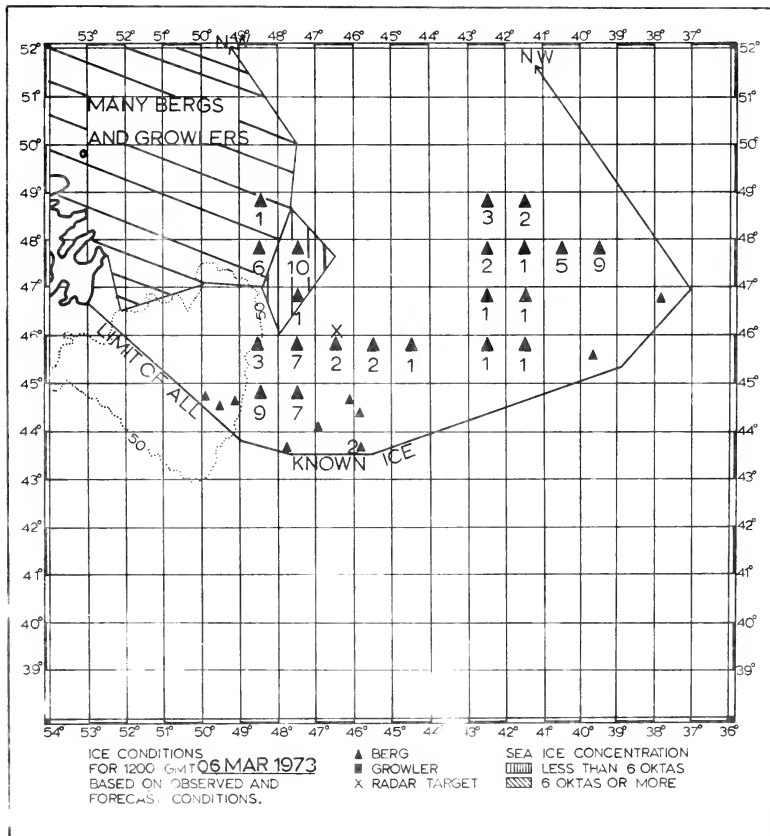 53° 52° 51° 50° 49° 48° 47° 46° 45° 44° 43° 42° 41° 40° 39° 38° 37°
NW
NW
52° 52°
51° 51°
MANY BERGS
AND GROWLERS
50° 50°
49° 49°
1 3 2
48° 48°
6 10 2 1 5 9
47° 47°
50 1 1 1
46° 46°
3 7 2 2 1 1 1
LIMIT OF ALL
45° 45°
9 7
44° 44°
50
2
KNOWN ICE
43° 43°
42° 42°
41° 41°
40° 40°
39° 39°
54° 53° 52° 51° 50° 49° 48° 47° 46° 45° 44° 43° 42° 41° 40° 39° 38° 37° 36°
ICE CONDITIONS
FOR 1200 GMT 06 MAR 1973
BASED ON OBSERVED AND
FORECAST CONDITIONS.
BERG
GROWLER
X RADAR TARGET
SEA ICE CONCENTRATION
LESS THAN 6 OKTAS
6 OKTAS OR MORE